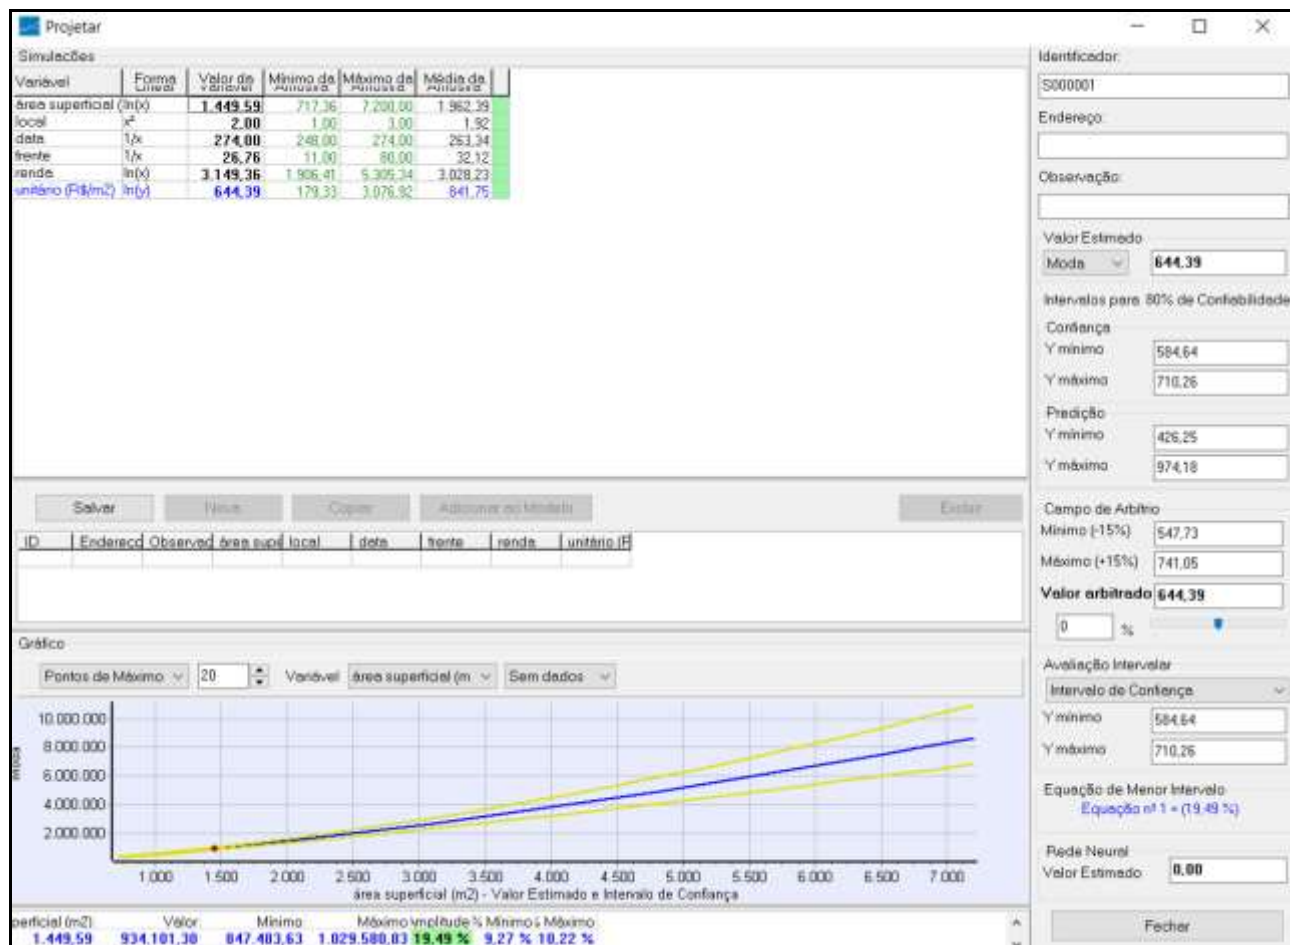 Projetar
Simulações
Variável Forma Linear Valor da Variável Mínimo da Amostra Máximo da Amostra Média da Amostra
área superficial ( ln(x) 1.449,59 717,36 7.200,00 1.962,39
local x² 2,00 1,00 3,00 1,92
data 1/x 274,00 248,00 274,00 263,34
frente 1/x 26,76 11,00 80,00 32,12
renda ln(x) 3.149,36 1.906,41 5.305,34 3.028,23
unitário (R$/m2) ln(y) 644,39 179,33 3.076,92 841,75
Salvar Nova Copiar Adicionar ao Modelo Excluir
ID Endereço Observaç área supe local data frente renda unitário (F
Gráfico
Pontos de Máximo 20 Variável área superficial (m Sem dados
Moda
10.000.000
8.000.000
6.000.000
4.000.000
2.000.000
1.000 1.500 2.000 2.500 3.000 3.500 4.000 4.500 5.000 5.500 6.000 6.500 7.000
área superficial (m2) - Valor Estimado e Intervalo de Confiança
perficial (m2) Valor Mínimo Máximo Amplitude % Mínimo % Máximo
1.449,59 934.101,30 847.483,63 1.029.580,83 19,49 % 9,27 % 10,22 %
Identificador:
S000001
Endereço:
Observação:
Valor Estimado
Moda 644,39
Intervalos para 80% de Confiabilidade
Confiança
Y mínimo 584,64
Y máximo 710,26
Predição
Y mínimo 426,25
Y máximo 974,18
Campo de Arbítrio
Mínimo (-15%) 547,73
Máximo (+15%) 741,05
Valor arbitrado 644,39
0 %
Avaliação Intervalar
Intervalo de Confiança
Y mínimo 584,64
Y máximo 710,26
Equação de Menor Intervalo
Equação nº 1 = (19,49 %)
Rede Neural
Valor Estimado 0,00
Fechar